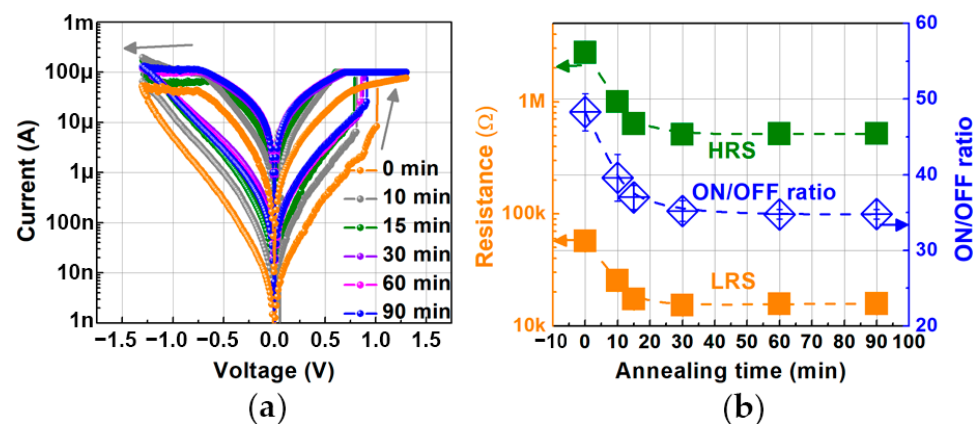 1m
100μ
10μ
1μ
100n
10n
1n
Current (A)
0 min
10 min
15 min
30 min
60 min
90 min
−1.5 −1.0 −0.5 0.0 0.5 1.0 1.5
Voltage (V)
(a)
1M
100k
10k
Resistance (Ω)
HRS
ON/OFF ratio
LRS
60
50
40
30
20
ON/OFF ratio
−10 0 10 20 30 40 50 60 70 80 90 100
Annealing time (min)
(b)